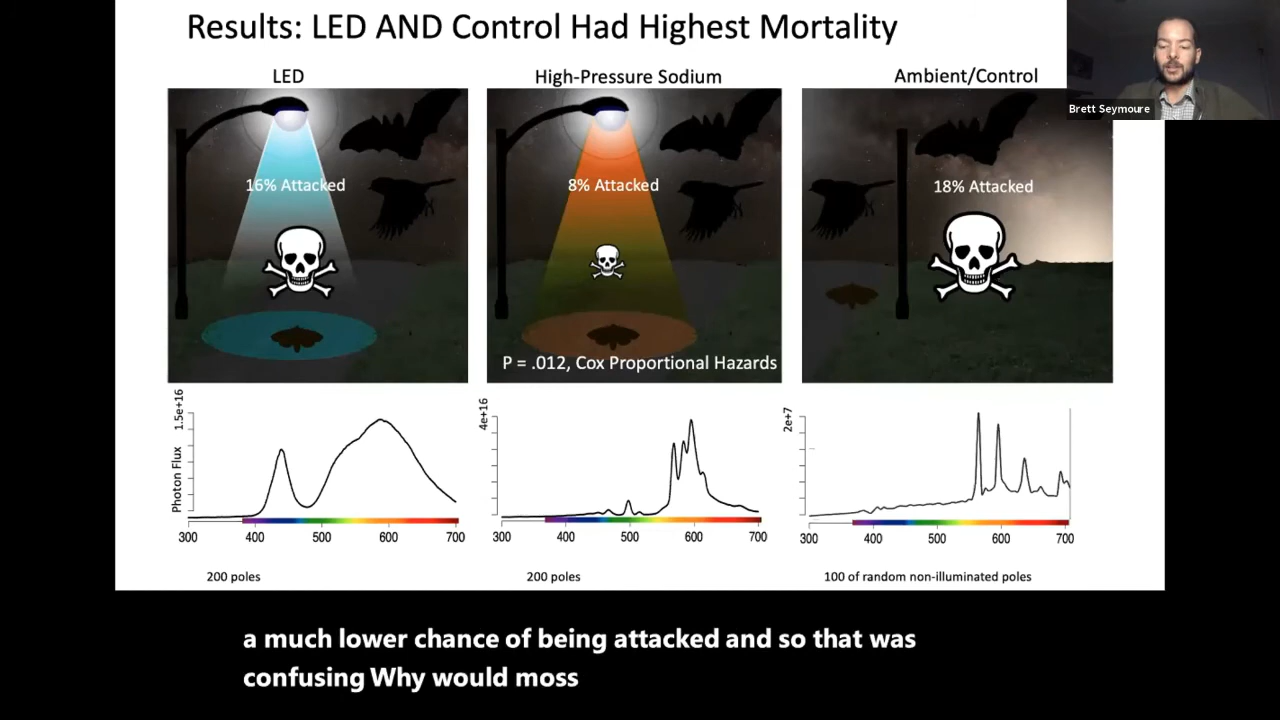 Results: LED AND Control Had Highest Mortality
LED
High-Pressure Sodium
Ambient/Control
Brett Seymoure
16% Attacked
8% Attacked
18% Attacked
P = .012, Cox Proportional Hazards
Photon Flux
1.5e+16
4e+16
2e+7
300 400 500 600 700
300 400 500 600 700
300 400 500 600 700
200 poles
200 poles
100 of random non-illuminated poles
a much lower chance of being attacked and so that was
confusing Why would moss